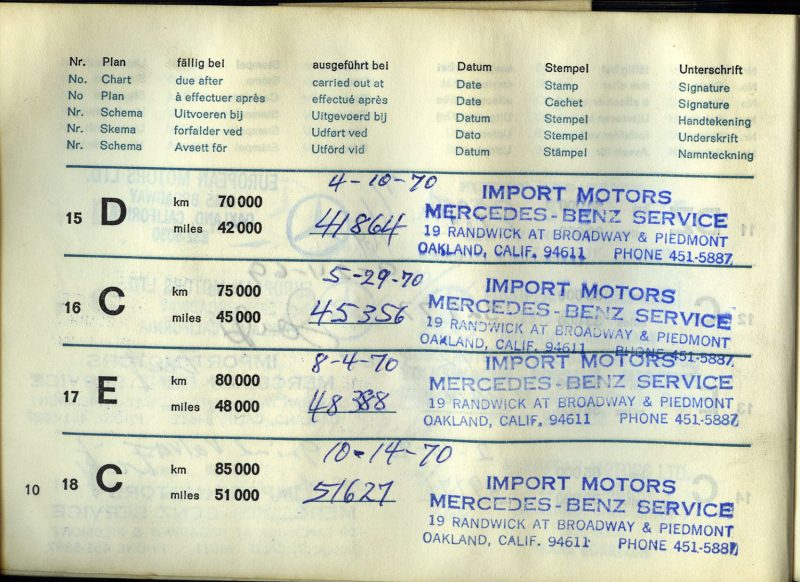 Nr. Plan fällig bei ausgeführt bei Datum Stempel Unterschrift
No. Chart due after carried out at Date Stamp Signature
No Plan à effectuer après effectué après Date Cachet Signature
Nr. Schema Uitvoeren bij Uitgevoerd bij Datum Stempel Handtekening
Nr. Skema forfalder ved Udført ved Dato Stempel Underskrift
Nr. Schema Avsett för Utförd vid Datum Stämpel Namnteckning
4-10-70
15 D km 70 000
miles 42 000 41864
IMPORT MOTORS
MERCEDES-BENZ SERVICE
19 RANDWICK AT BROADWAY & PIEDMONT
OAKLAND, CALIF. 94611 PHONE 451-5887
5-29-70
16 C km 75 000
miles 45 000 45356
IMPORT MOTORS
MERCEDES-BENZ SERVICE
19 RANDWICK AT BROADWAY & PIEDMONT
OAKLAND, CALIF. 94611 PHONE 451-5887
8-4-70
17 E km 80 000
miles 48 000 48388
IMPORT MOTORS
MERCEDES-BENZ SERVICE
19 RANDWICK AT BROADWAY & PIEDMONT
OAKLAND, CALIF. 94611 PHONE 451-5887
10-14-70
18 C km 85 000
miles 51 000 51627
IMPORT MOTORS
MERCEDES-BENZ SERVICE
19 RANDWICK AT BROADWAY & PIEDMONT
OAKLAND, CALIF. 94611 PHONE 451-5887
10